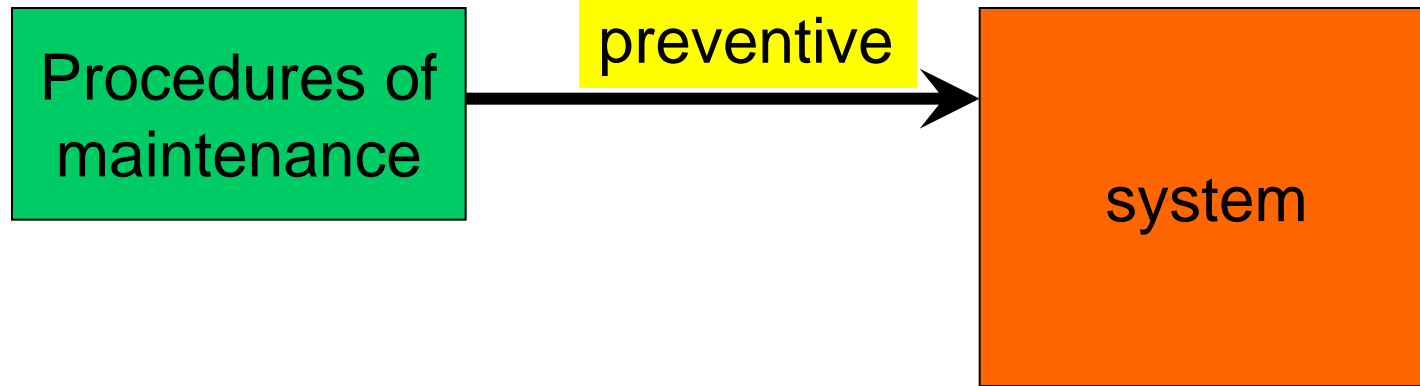 Procedures of
maintenance
preventive
system